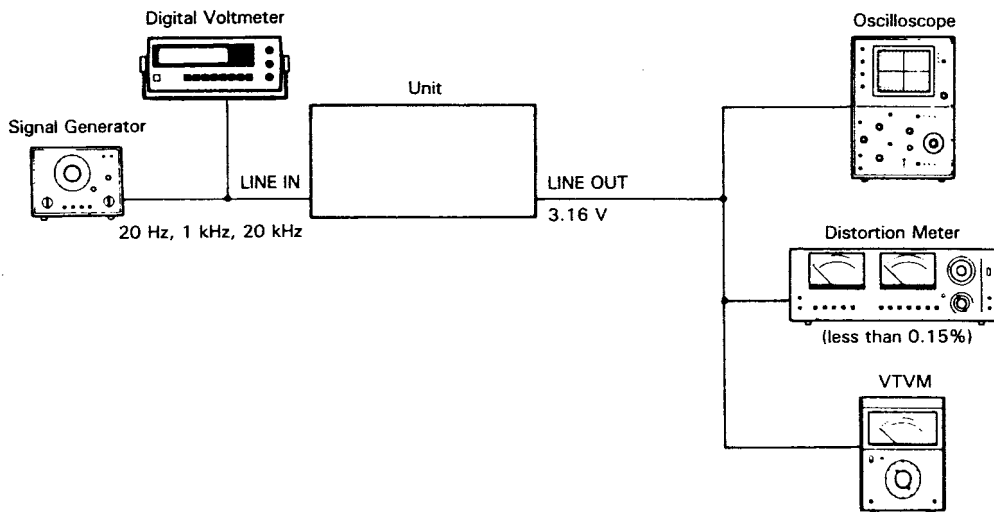 Digital Voltmeter
Oscilloscope
Unit
Signal Generator
LINE IN
LINE OUT
3.16 V
20 Hz, 1 kHz, 20 kHz
Distortion Meter
(less than 0.15%)
VTVM